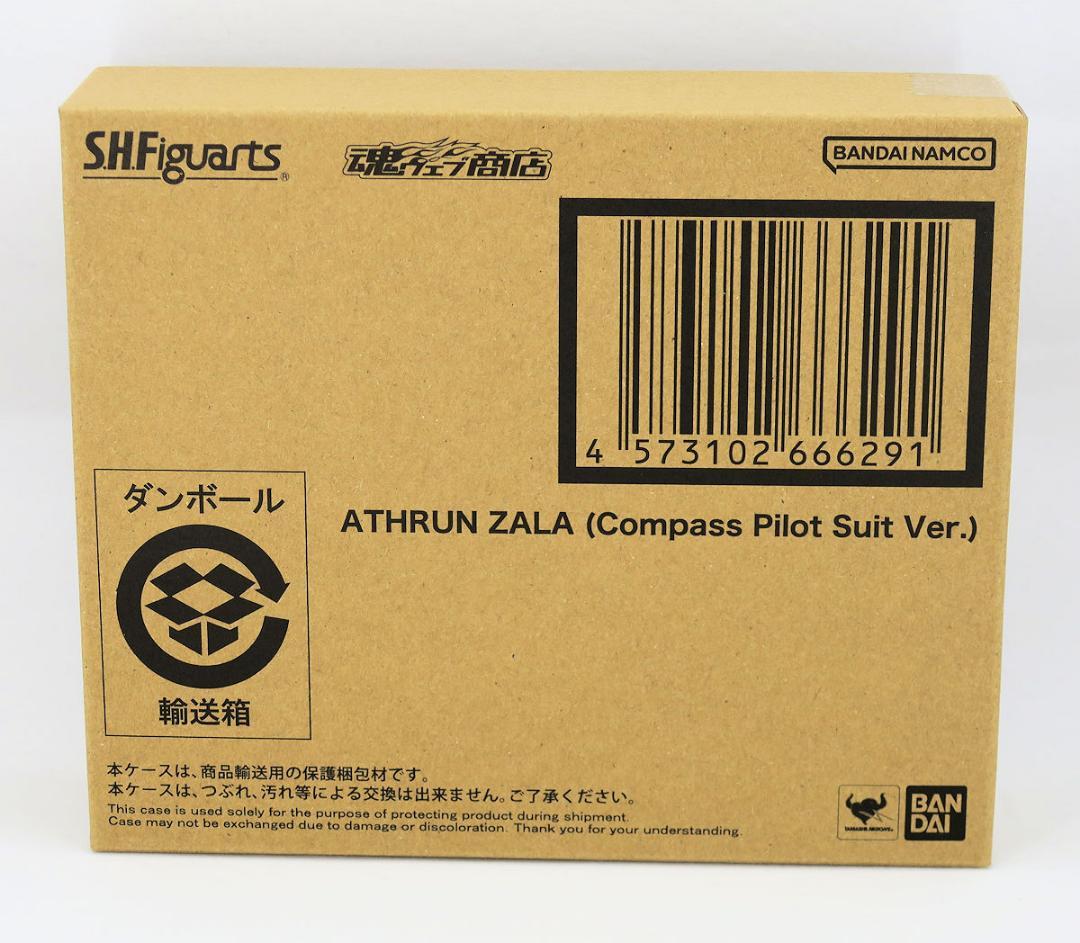 S.H.Figuarts®
魂ウェブ商店
BANDAI NAMCO
4 573102 666291
ATHRUN ZALA (Compass Pilot Suit Ver.)
ダンボール
輸送箱
本ケースは、商品輸送用の保護梱包材です。
本ケースは、つぶれ、汚れ等による交換は出来ません。ご了承ください。
This case is used solely for the purpose of protecting product during shipment.
Case may not be exchanged due to damage or discoloration. Thank you for your understanding.
TAMASHII NATIONS
BAN
DAI